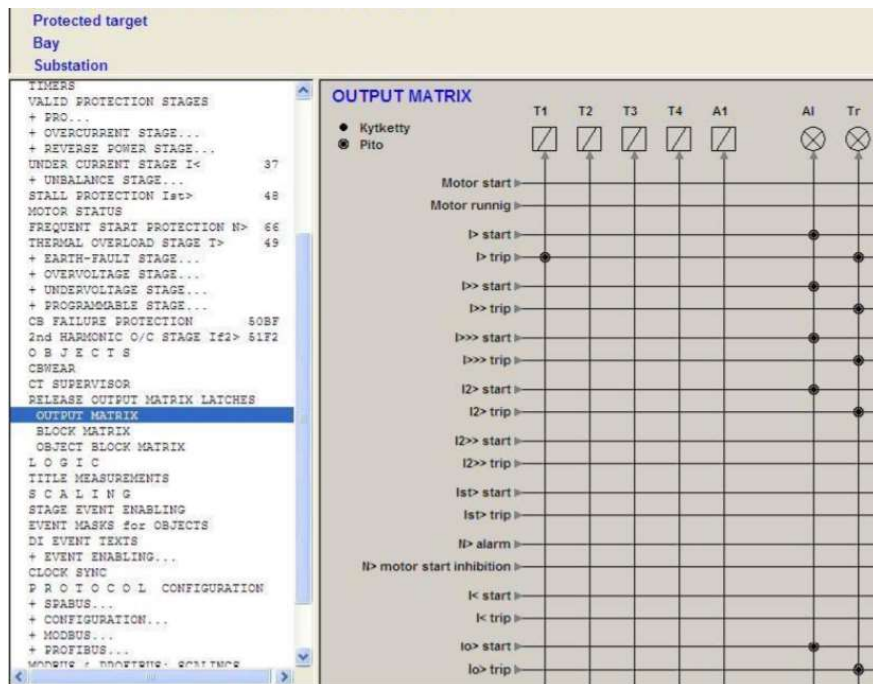 Protected target
Bay
Substation
TIMERS
VALID PROTECTION STAGES
+ PRO...
+ OVERCURRENT STAGE...
+ REVERSE POWER STAGE...
UNDER CURRENT STAGE I< 37
+ UNBALANCE STAGE...
STALL PROTECTION Ist> 48
MOTOR STATUS
FREQUENT START PROTECTION N> 66
THERMAL OVERLOAD STAGE T> 49
+ EARTH-FAULT STAGE...
+ OVERVOLTAGE STAGE...
+ UNDERVOLTAGE STAGE...
+ PROGRAMMABLE STAGE...
CB FAILURE PROTECTION 50BF
2nd HARMONIC O/C STAGE If2> 51F2
O B J E C T S
CBWEAR
CT SUPERVISOR
RELEASE OUTPUT MATRIX LATCHES
OUTPUT MATRIX
BLOCK MATRIX
OBJECT BLOCK MATRIX
L O G I C
TITLE MEASUREMENTS
S C A L I N G
STAGE EVENT ENABLING
EVENT MASKS for OBJECTS
DI EVENT TEXTS
+ EVENT ENABLING...
CLOCK SYNC
P R O T O C O L CONFIGURATION
+ SPABUS...
+ CONFIGURATION...
+ MODBUS...
+ PROFIBUS...
MODBUS / PROFIBUS: SCALINGS
OUTPUT MATRIX
T1 T2 T3 T4 A1 Al Tr
Kytketty
Pito
Motor start
Motor runnig
I> start
I> trip
I>> start
I>> trip
I>>> start
I>>> trip
I2> start
I2> trip
I2>> start
I2>> trip
Ist> start
Ist> trip
N> alarm
N> motor start inhibition
I< start
I< trip
Io> start
Io> trip